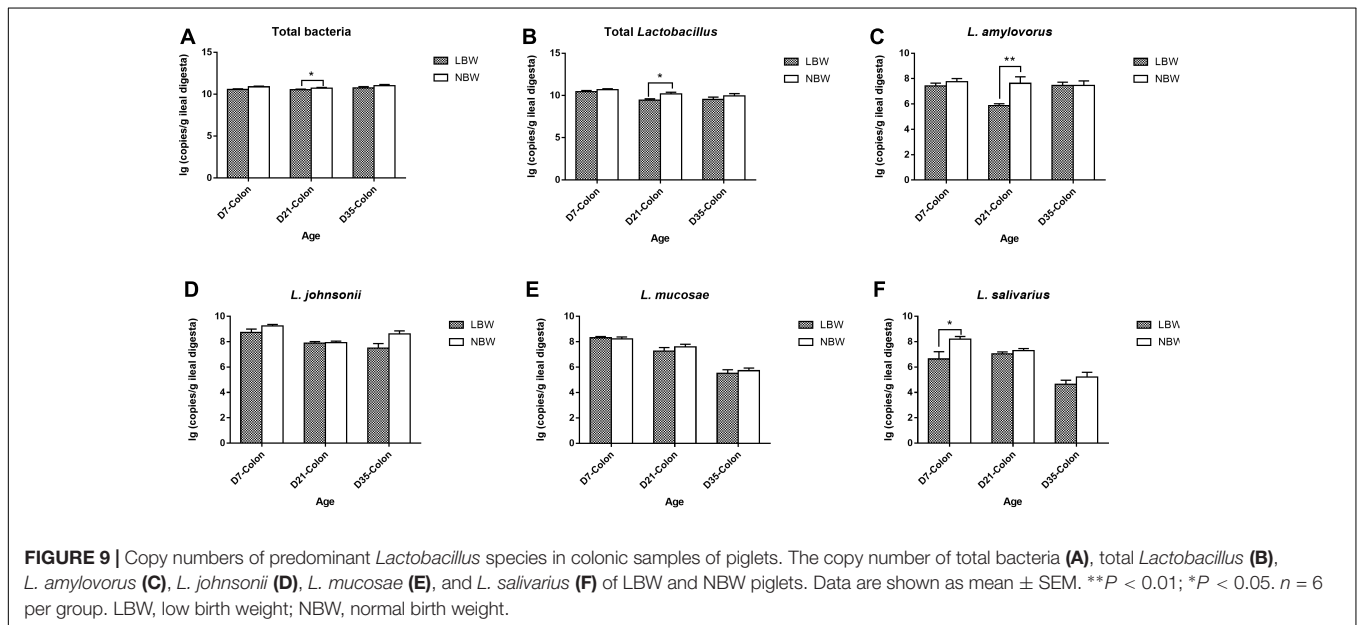 A
Total bacteria
lg (copies/g ileal digesta)
15
10
5
0
*
LBW
NBW
D7-Colon
D21-Colon
D35-Colon
Age
B
Total Lactobacillus
lg (copies/g ileal digesta)
15
10
5
0
*
LBW
NBW
D7-Colon
D21-Colon
D35-Colon
Age
C
L. amylovorus
lg (copies/g ileal digesta)
10
8
6
4
2
0
**
LBW
NBW
D7-Colon
D21-Colon
D35-Colon
Age
D
L. johnsonii
lg (copies/g ileal digesta)
10
8
6
4
2
0
LBW
NBW
D7-Colon
D21-Colon
D35-Colon
Age
E
L. mucosae
lg (copies/g ileal digesta)
10
8
6
4
2
0
LBW
NBW
D7-Colon
D21-Colon
D35-Colon
Age
F
L. salivarius
lg (copies/g ileal digesta)
10
8
6
4
2
0
*
LBW
NBW
D7-Colon
D21-Colon
D35-Colon
Age
FIGURE 9 | Copy numbers of predominant Lactobacillus species in colonic samples of piglets. The copy number of total bacteria (A), total Lactobacillus (B),
L. amylovorus (C), L. johnsonii (D), L. mucosae (E), and L. salivarius (F) of LBW and NBW piglets. Data are shown as mean ± SEM. **P < 0.01; *P < 0.05. n = 6
per group. LBW, low birth weight; NBW, normal birth weight.